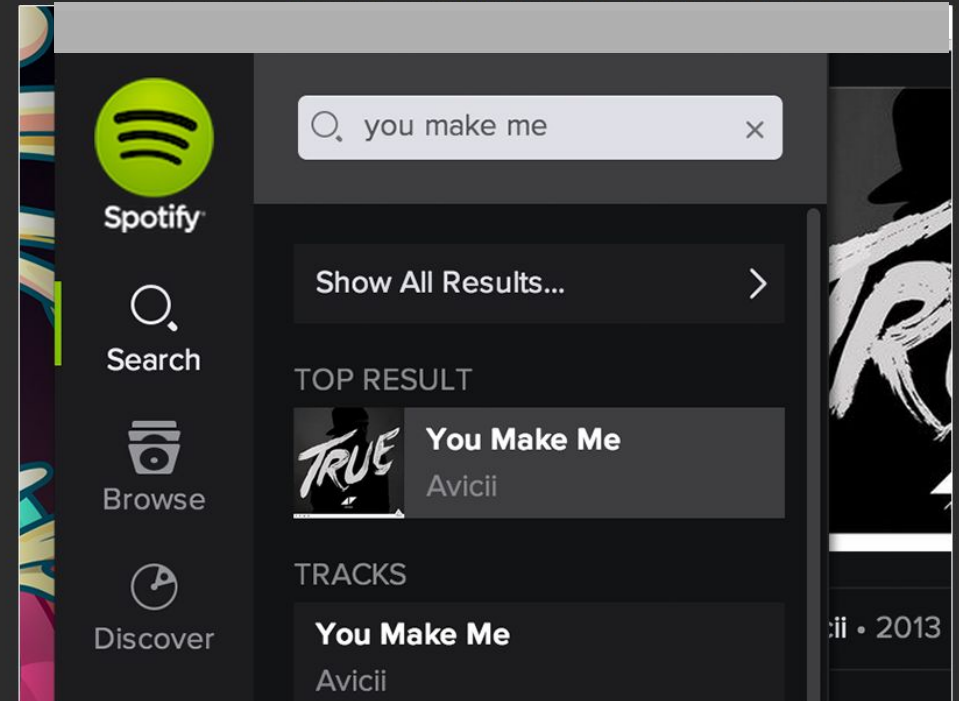 you make me
Spotify
Show All Results...
Search
TOP RESULT
TRUE
You Make Me
Avicii
Browse
TRACKS
You Make Me
Avicii
Discover
TRUE
cii • 2013